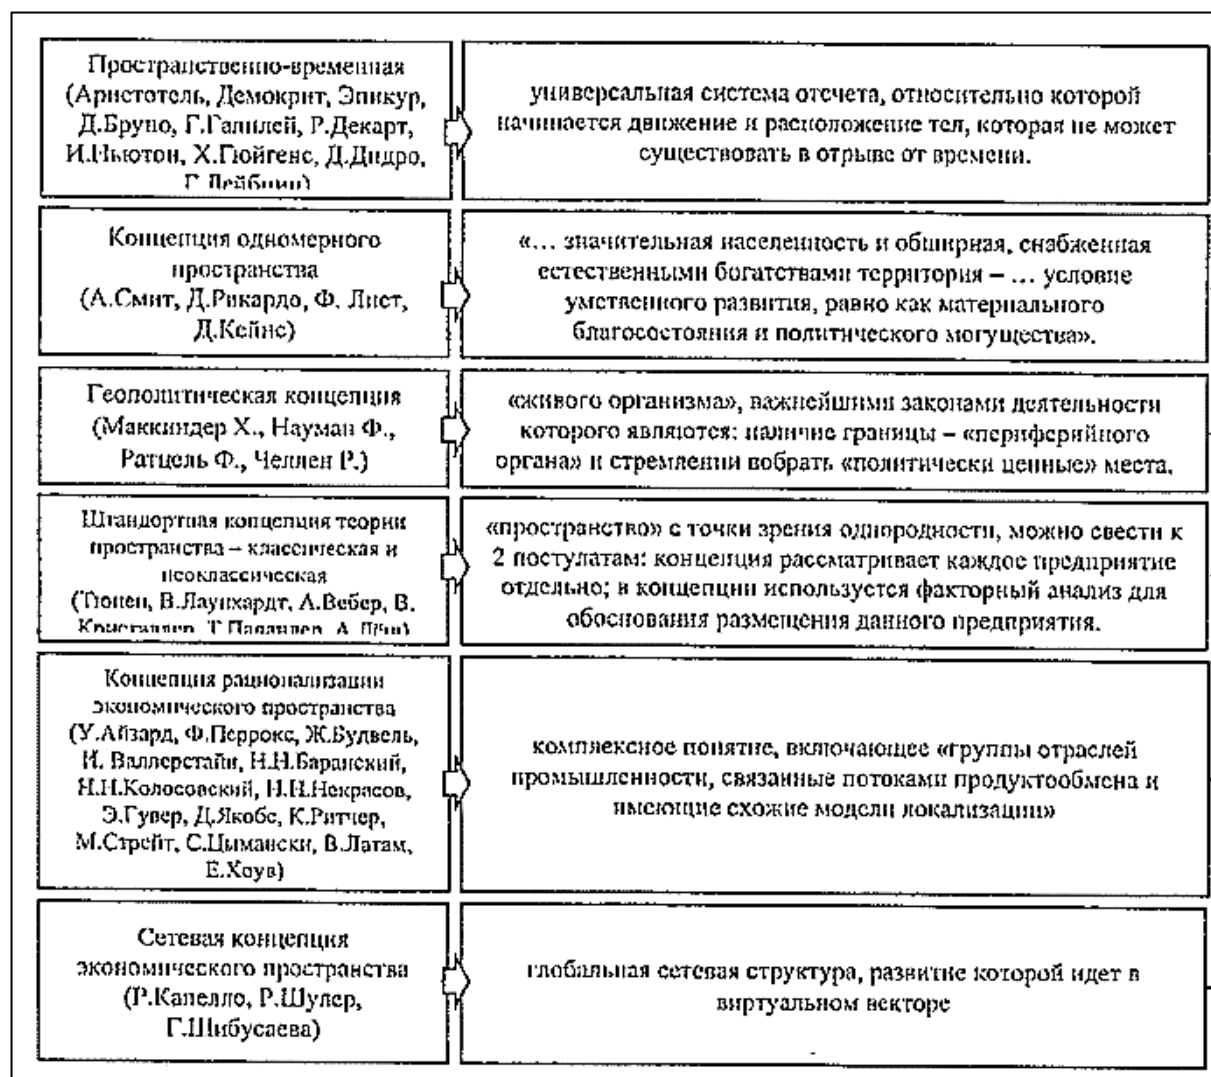 Пространственно-временная
(Аристотель, Демокрит, Эпикур,
Д.Бруно, Г.Галилей, Р.Декарт,
И.Ньютон, Х.Гюйгенс, Д.Дидро,
Г.Лейбниц)
универсальная система отсчета, относительно которой
начинается движение и расположение тел, которая не может
существовать в отрыве от времени.
Концепция одномерного
пространства
(А.Смит, Д.Рикардо, Ф. Лист,
Д.Кейнс)
«... значительная населенность и обширная, снабженная
естественными богатствами территория – ... условие
умственного развития, равно как материального
благосостояния и политического могущества».
Геополитическая концепция
(Маккиндер Х., Науман Ф.,
Ратцель Ф., Челлен Р.)
«живого организма», важнейшими законами деятельности
которого являются: наличие границы – «периферийного
органа» и стремлении вобрать «политически ценные» места.
Штандортная концепция теории
пространства – классическая и
неоклассическая
(Тюнен, В.Лаунхардт, А.Вебер, В.
Кристаллер, Т.Паландер, А.Лёш)
«пространство» с точки зрения однородности, можно свести к
2 постулатам: концепция рассматривает каждое предприятие
отдельно; в концепции используется факторный анализ для
обоснования размещения данного предприятия.
Концепция рационализации
экономического пространства
(У.Айзард, Ф.Перрокс, Ж.Будвель,
И. Валлерстайн, Н.Н.Баранский,
Н.Н.Колосовский, Н.Н.Некрасов,
Э.Гувер, Д.Якобс, К.Ритчер,
М.Стрейт, С.Цымански, В.Латам,
Е.Хоув)
комплексное понятие, включающее «группы отраслей
промышленности, связанные потоками продуктообмена и
имеющие схожие модели локализации»
Сетевая концепция
экономического пространства
(Р.Капелло, Р.Шулер,
Г.Шибусаева)
глобальная сетевая структура, развитие которой идет в
виртуальном векторе